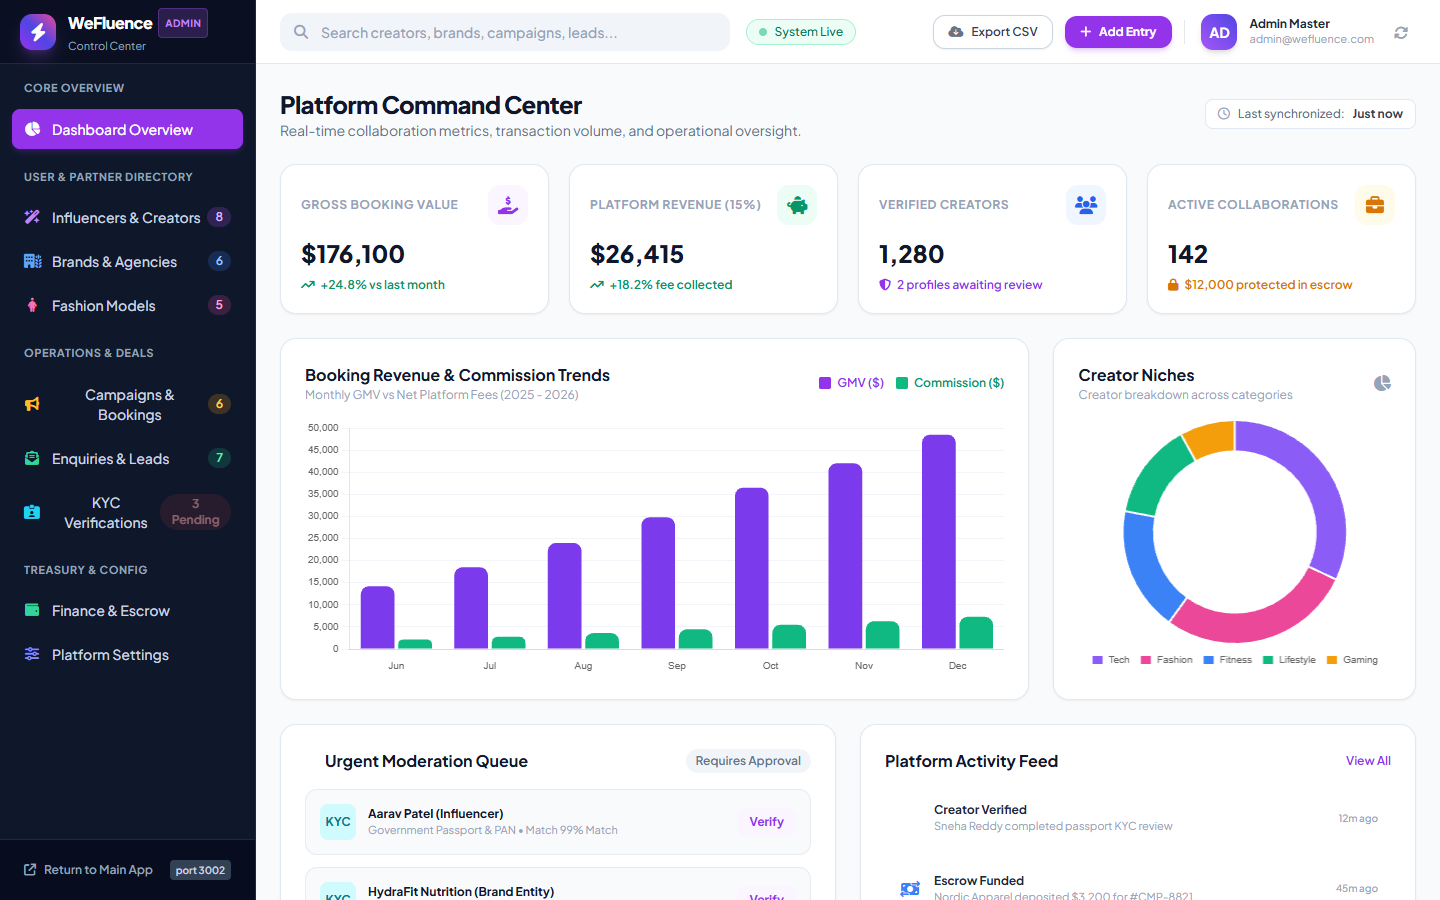 WeFluence ADMIN
Control Center
Search creators, brands, campaigns, leads...
System Live
Export CSV
Add Entry
AD
Admin Master
admin@wefluence.com
CORE OVERVIEW
Dashboard Overview
USER & PARTNER DIRECTORY
Influencers & Creators 8
Brands & Agencies 6
Fashion Models 5
OPERATIONS & DEALS
Campaigns &
Bookings 6
Enquiries & Leads 7
KYC
Verifications
3
Pending
TREASURY & CONFIG
Finance & Escrow
Platform Settings
Return to Main App port 3002
Platform Command Center
Real-time collaboration metrics, transaction volume, and operational oversight.
Last synchronized: Just now
GROSS BOOKING VALUE
$176,100
+24.8% vs last month
PLATFORM REVENUE (15%)
$26,415
+18.2% fee collected
VERIFIED CREATORS
1,280
2 profiles awaiting review
ACTIVE COLLABORATIONS
142
$12,000 protected in escrow
Booking Revenue & Commission Trends
Monthly GMV vs Net Platform Fees (2025 - 2026)
GMV ($) Commission ($)
50,000
45,000
40,000
35,000
30,000
25,000
20,000
15,000
10,000
5,000
0
Jun Jul Aug Sep Oct Nov Dec
Creator Niches
Creator breakdown across categories
Tech Fashion Fitness Lifestyle Gaming
Urgent Moderation Queue
Requires Approval
KYC
Aarav Patel (Influencer)
Government Passport & PAN • Match 99% Match
Verify
KYC
HydraFit Nutrition (Brand Entity)
Verify
Platform Activity Feed
View All
Creator Verified
Sneha Reddy completed passport KYC review
12m ago
Escrow Funded
Nordic Apparel deposited $3,200 for #CMP-8821
45m ago